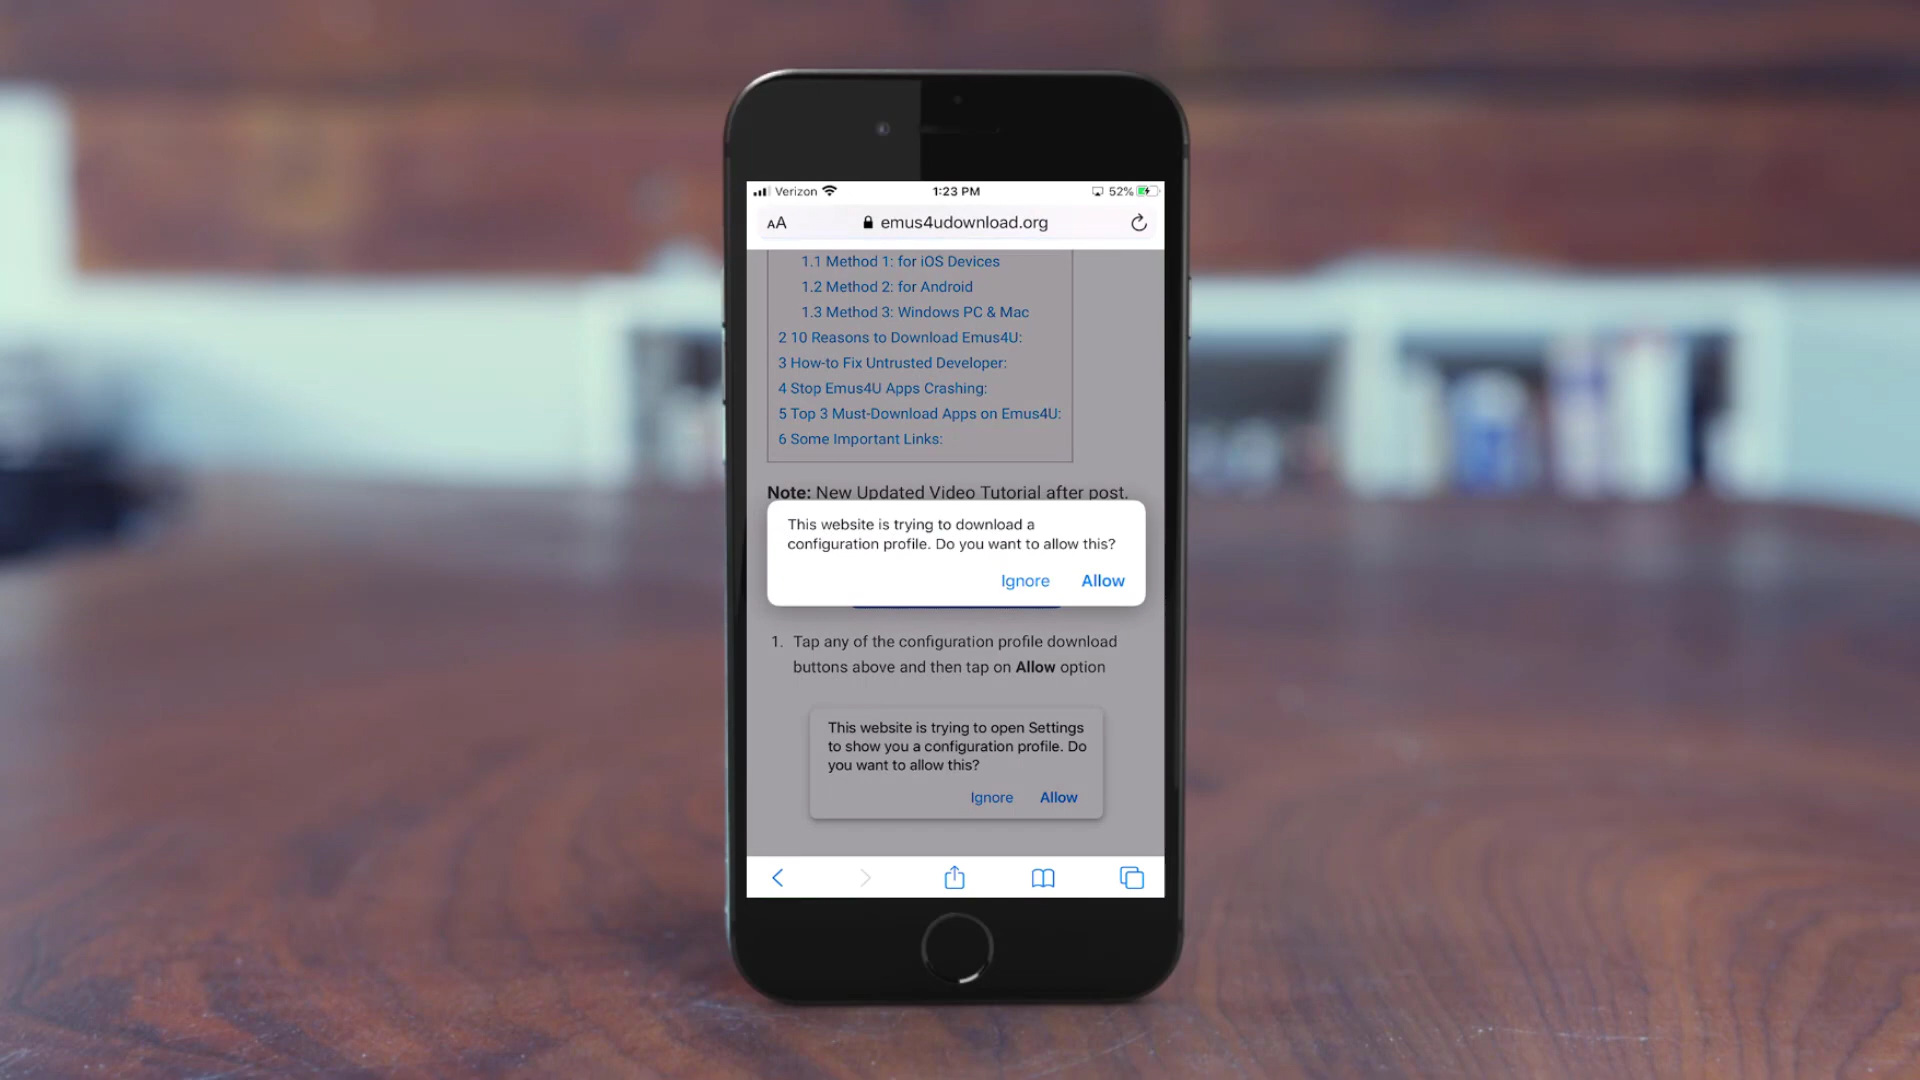 Verizon 1:23 PM 52%
AA emus4udownload.org
1.1 Method 1: for iOS Devices
1.2 Method 2: for Android
1.3 Method 3: Windows PC & Mac
2 10 Reasons to Download Emus4U:
3 How-to Fix Untrusted Developer:
4 Stop Emus4U Apps Crashing:
5 Top 3 Must-Download Apps on Emus4U:
6 Some Important Links:
Note: New Updated Video Tutorial after post.
This website is trying to download a
configuration profile. Do you want to allow this?
Ignore Allow
1. Tap any of the configuration profile download
buttons above and then tap on Allow option
This website is trying to open Settings
to show you a configuration profile. Do
you want to allow this?
Ignore Allow